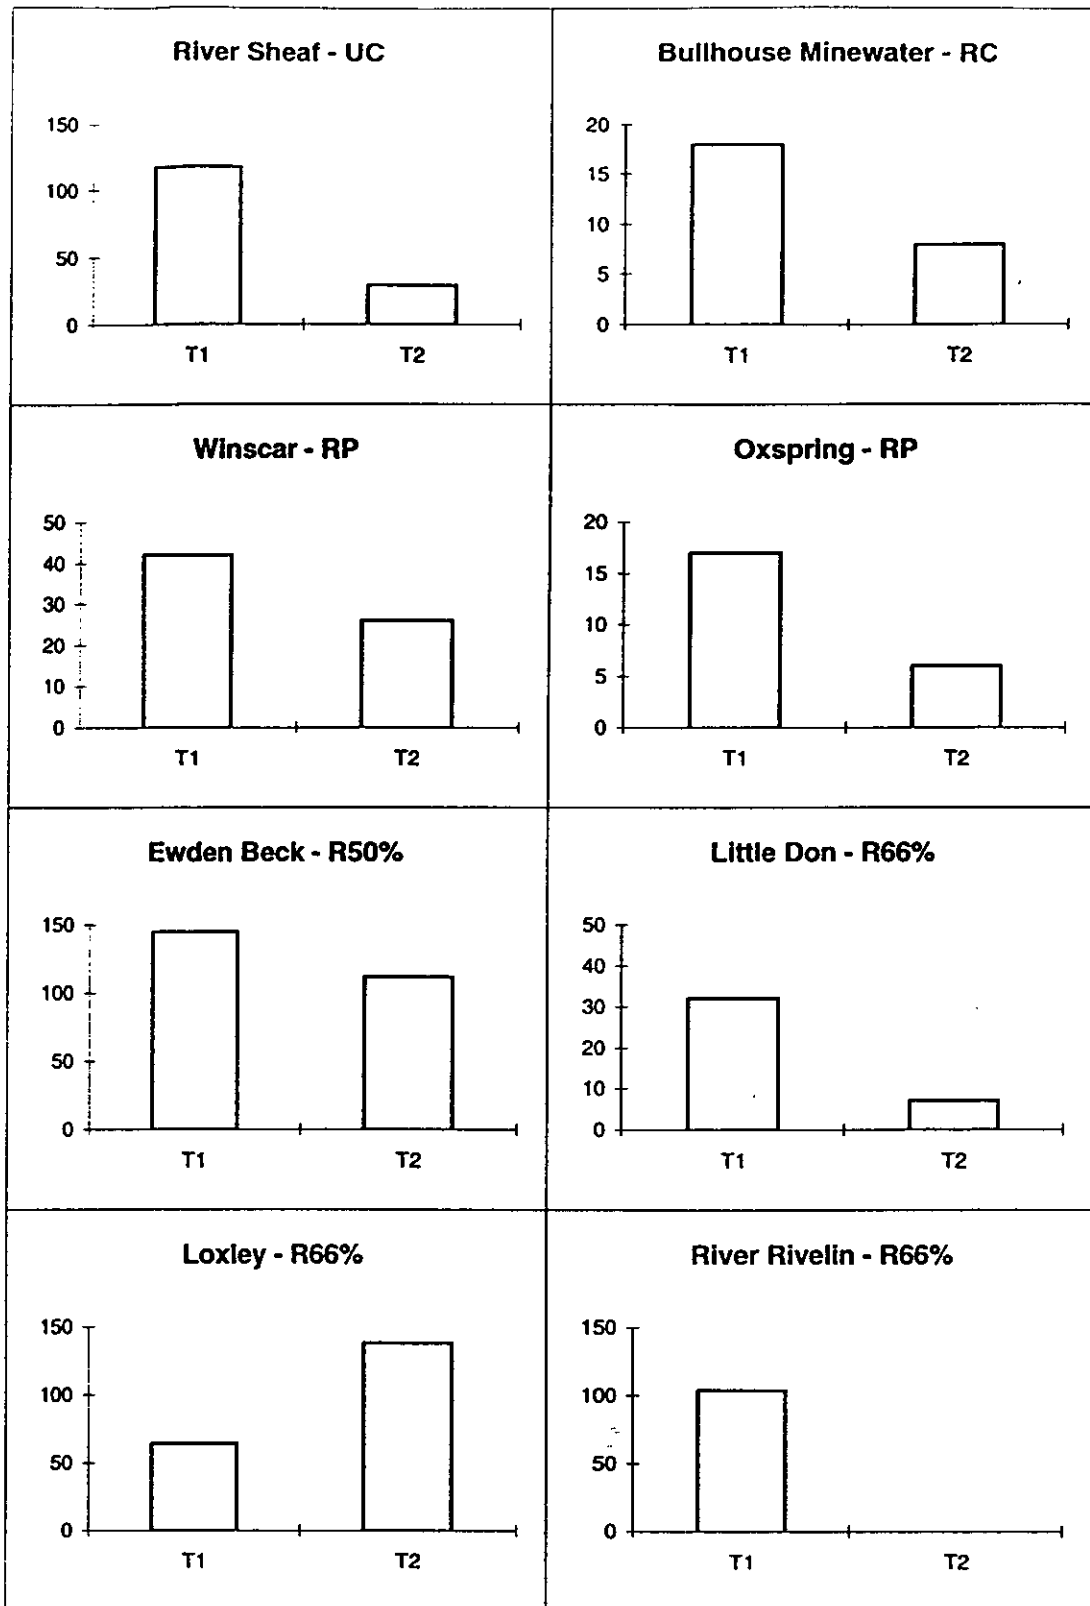 River Sheaf - UC
150
100
50
0
T1 T2
Bullhouse Minewater - RC
20
15
10
5
0
T1 T2
Winscar - RP
50
40
30
20
10
0
T1 T2
Oxspring - RP
20
15
10
5
0
T1 T2
Ewden Beck - R50%
150
100
50
0
T1 T2
Little Don - R66%
50
40
30
20
10
0
T1 T2
Loxley - R66%
150
100
50
0
T1 T2
River Rivelin - R66%
150
100
50
0
T1 T2